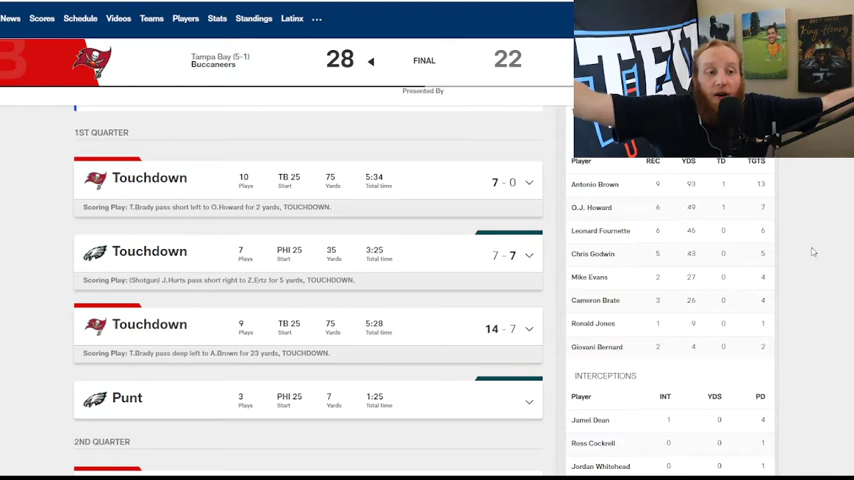 News Scores Schedule Videos Teams Players Stats Standings Latinx ...
Tampa Bay (5-1)
Buccaneers
28 FINAL 22
Presented By
1ST QUARTER
Touchdown 10 Plays TB 25 Start 75 Yards 5:34 Total time 7 - 0
Scoring Play: T.Brady pass short left to O.Howard for 2 yards, TOUCHDOWN.
Touchdown 7 Plays PHI 25 Start 35 Yards 3:25 Total time 7 - 7
Scoring Play: (Shotgun) J.Hurts pass short right to Z.Ertz for 5 yards, TOUCHDOWN.
Touchdown 9 Plays TB 25 Start 75 Yards 5:28 Total time 14 - 7
Scoring Play: T.Brady pass deep left to A.Brown for 23 yards, TOUCHDOWN.
Punt 3 Plays PHI 25 Start 7 Yards 1:25 Total time
2ND QUARTER
Player REC YDS TD TGTS
Antonio Brown 9 93 1 13
O.J. Howard 6 49 1 7
Leonard Fournette 6 46 0 6
Chris Godwin 5 43 0 5
Mike Evans 2 27 0 4
Cameron Brate 3 26 0 4
Ronald Jones 1 9 0 1
Giovani Bernard 2 4 0 2
INTERCEPTIONS
Player INT YDS PD
Jamel Dean 1 0 4
Ross Cockrell 0 0 1
Jordan Whitehead 0 0 1
King Henry